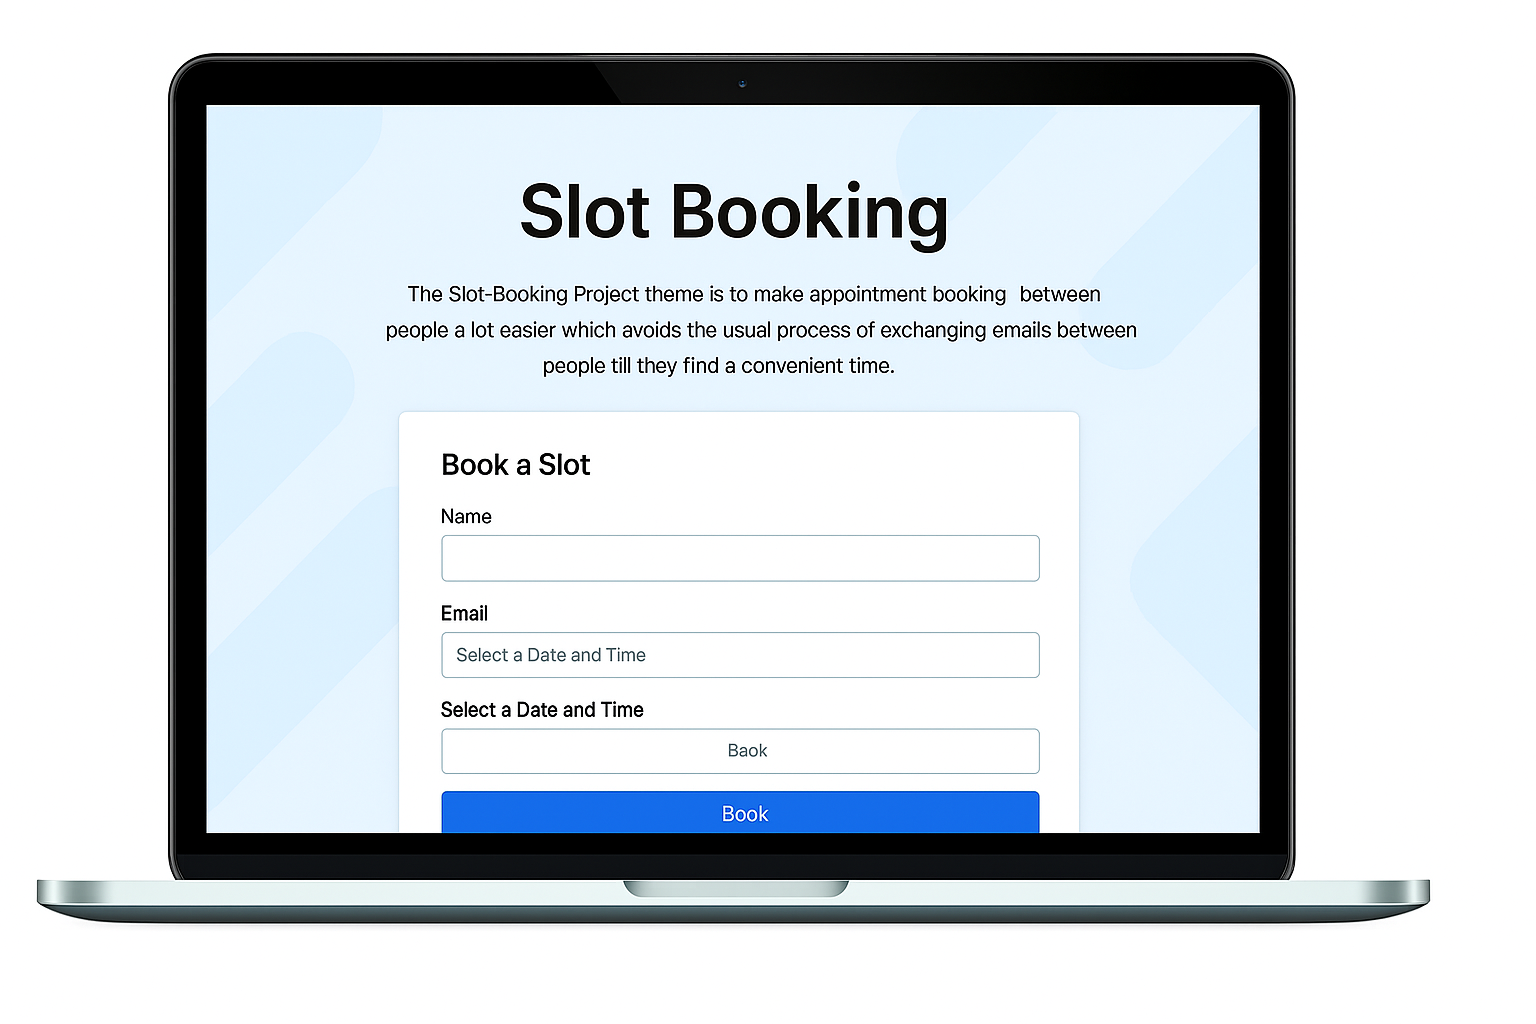 Slot Booking
The Slot-Booking Project theme is to make appointment booking between
people a lot easier which avoids the usual process of exchanging emails between
people till they find a convenient time.
Book a Slot
Name
Email
Select a Date and Time
Select a Date and Time
Baok
Book